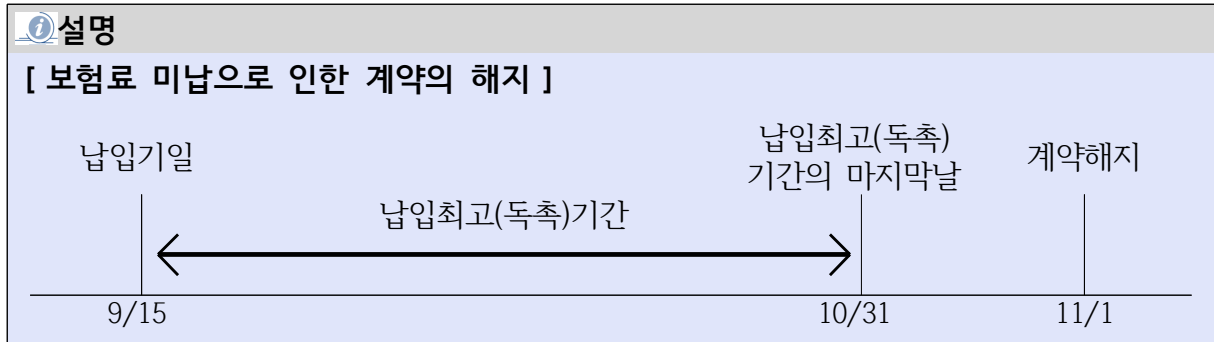 설명
[ 보험료 미납으로 인한 계약의 해지 ]
납입기일
납입최고(독촉)
기간의 마지막날
계약해지
납입최고(독촉)기간
9/15
10/31
11/1